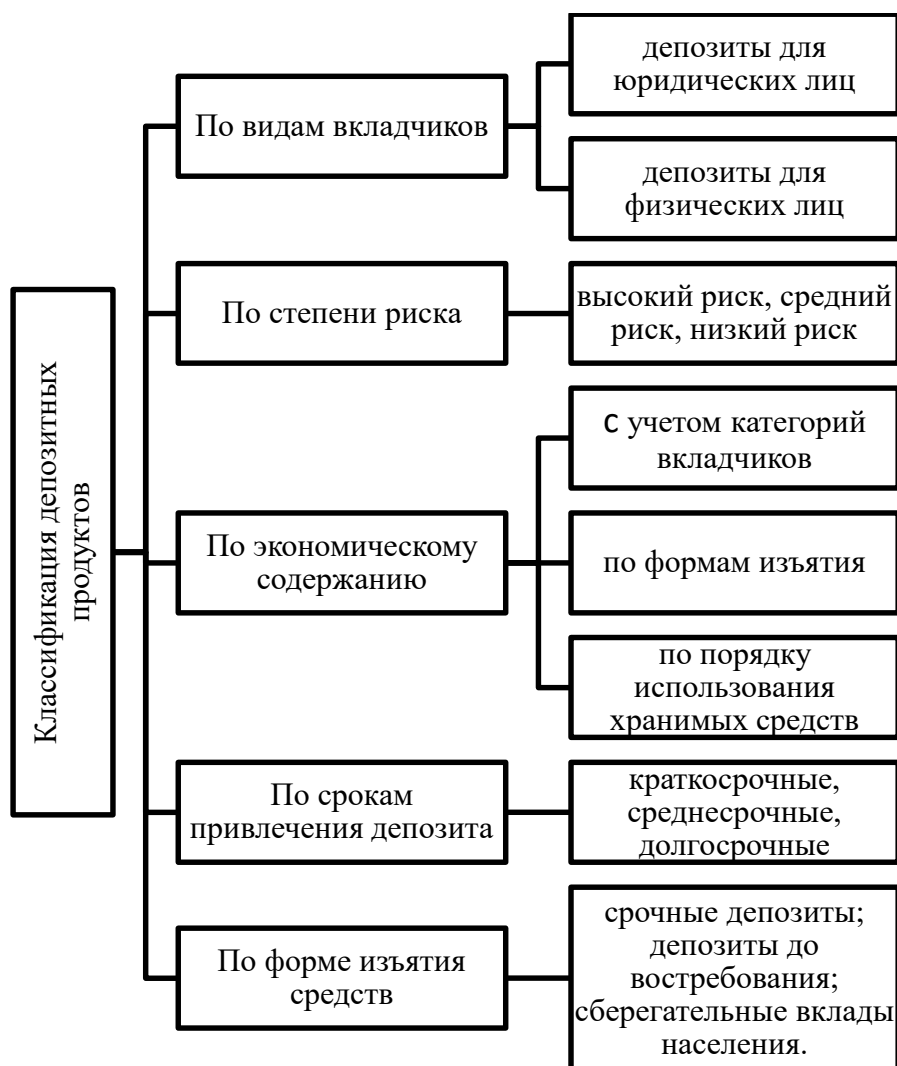 Классификация депозитных
продуктов
По видам вкладчиков
депозиты для
юридических лиц
депозиты для
физических лиц
По степени риска
высокий риск, средний
риск, низкий риск
По экономическому
содержанию
с учетом категорий
вкладчиков
по формам изъятия
по порядку
использования
хранимых средств
По срокам
привлечения депозита
краткосрочные,
среднесрочные,
долгосрочные
По форме изъятия
средств
срочные депозиты;
депозиты до
востребования;
сберегательные вклады
населения.